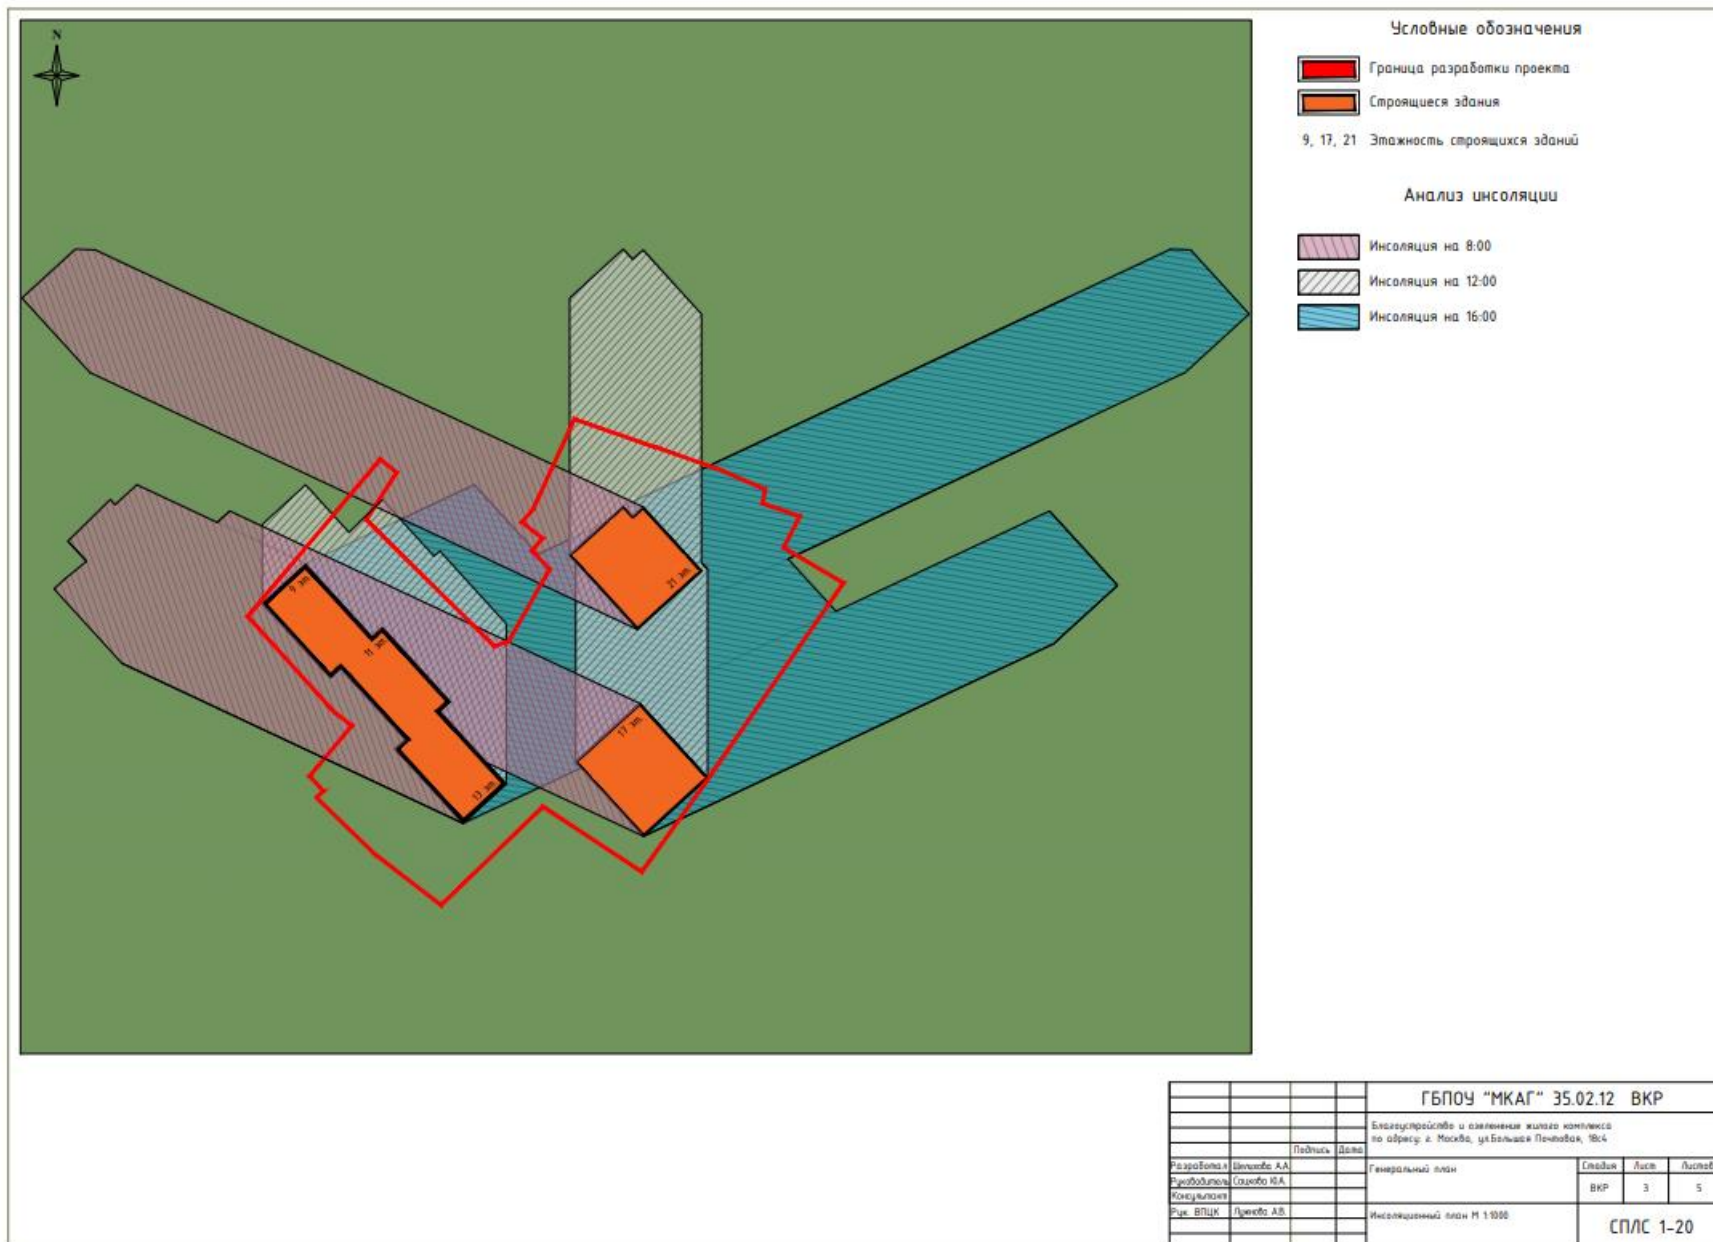 N
Условные обозначения
Граница разработки проекта
Строящиеся здания
9, 17, 21 Этажность строящихся зданий
Анализ инсоляции
Инсоляция на 8:00
Инсоляция на 12:00
Инсоляция на 16:00
9 эт.
11 эт.
13 эт.
17 эт.
21 эт.
ГБПОУ "МКАГ" 35.02.12 ВКР
Благоустройство и озеленение жилого комплекса
по адресу: г. Москва, ул.Большая Почтовая, 18с4
Подпись Дата
Разработал А.А.
Генеральный план
Стадия Лист Листов
Руководитель Ю.А.
ВКР 3 5
Консультант
Рук. ВПЦК А.В.
Инсоляционный план М 1:1000
СПЛС 1-20